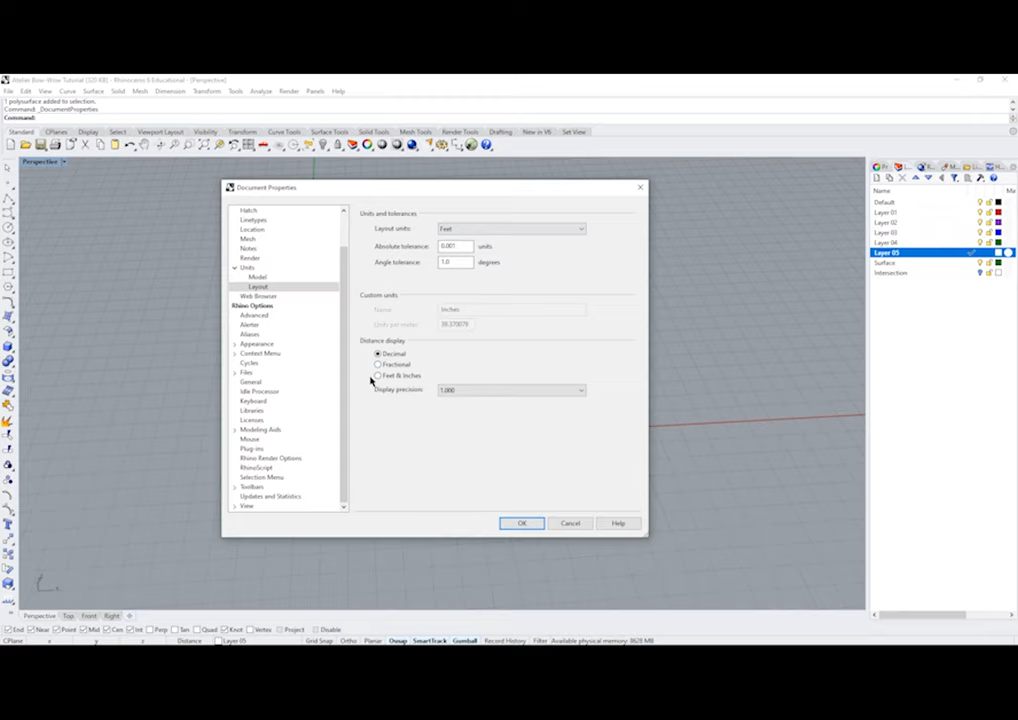 Atelier Bow-Wow Tutorial (320 KB) - Rhinoceros 6 Educational - [Perspective]
File Edit View Curve Surface Solid Mesh Dimension Transform Tools Analyze Render Panels Help
1 polysurface added to selection.
Command: _DocumentProperties
Command:
Standard CPlanes Display Select Viewport Layout Visibility Transform Curve Tools Surface Tools Solid Tools Mesh Tools Render Tools Drafting New in V6 Set View
Perspective
Document Properties
Hatch
Linetypes
Location
Mesh
Notes
Render
Units
Model
Layout
Web Browser
Rhino Options
Advanced
Alerter
Aliases
Appearance
Context Menu
Cycles
Files
General
Idle Processor
Keyboard
Libraries
Licenses
Modeling Aids
Mouse
Plug-ins
Rhino Render Options
RhinoScript
Selection Menu
Toolbars
Updates and Statistics
View
Units and tolerances
Layout units: Feet
Absolute tolerance: 0.001 units
Angle tolerance: 1.0 degrees
Custom units
Name: Inches
Units per meter: 39.370079
Distance display
Decimal
Fractional
Feet & Inches
Display precision: 1.000
OK Cancel Help
Name Ma
Default
Layer 01
Layer 02
Layer 03
Layer 04
Layer 05
Surface
Intersection
Perspective Top Front Right
End Near Point Mid Cen Int Perp Tan Quad Knot Vertex Project Disable
CPlane x y z Distance Layer 05 Grid Snap Ortho Planar Osnap SmartTrack Gumball Record History Filter Available physical memory: 8628 MB